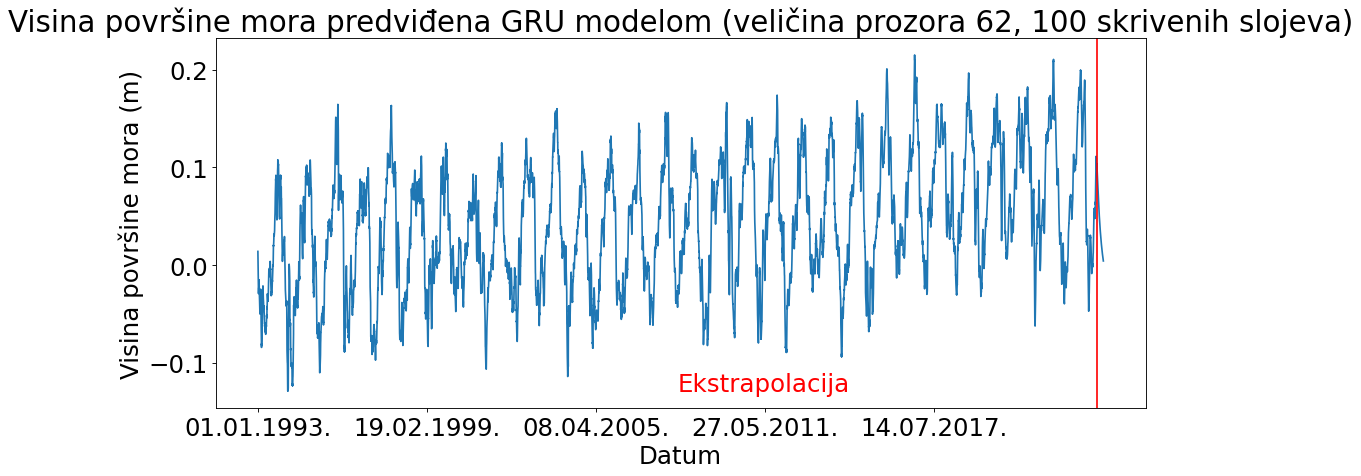 Visina površine mora predviđena GRU modelom (veličina prozora 62, 100 skrivenih slojeva)
Visina površine mora (m)
0.2
0.1
0.0
−0.1
Ekstrapolacija
01.01.1993. 19.02.1999. 08.04.2005. 27.05.2011. 14.07.2017.
Datum